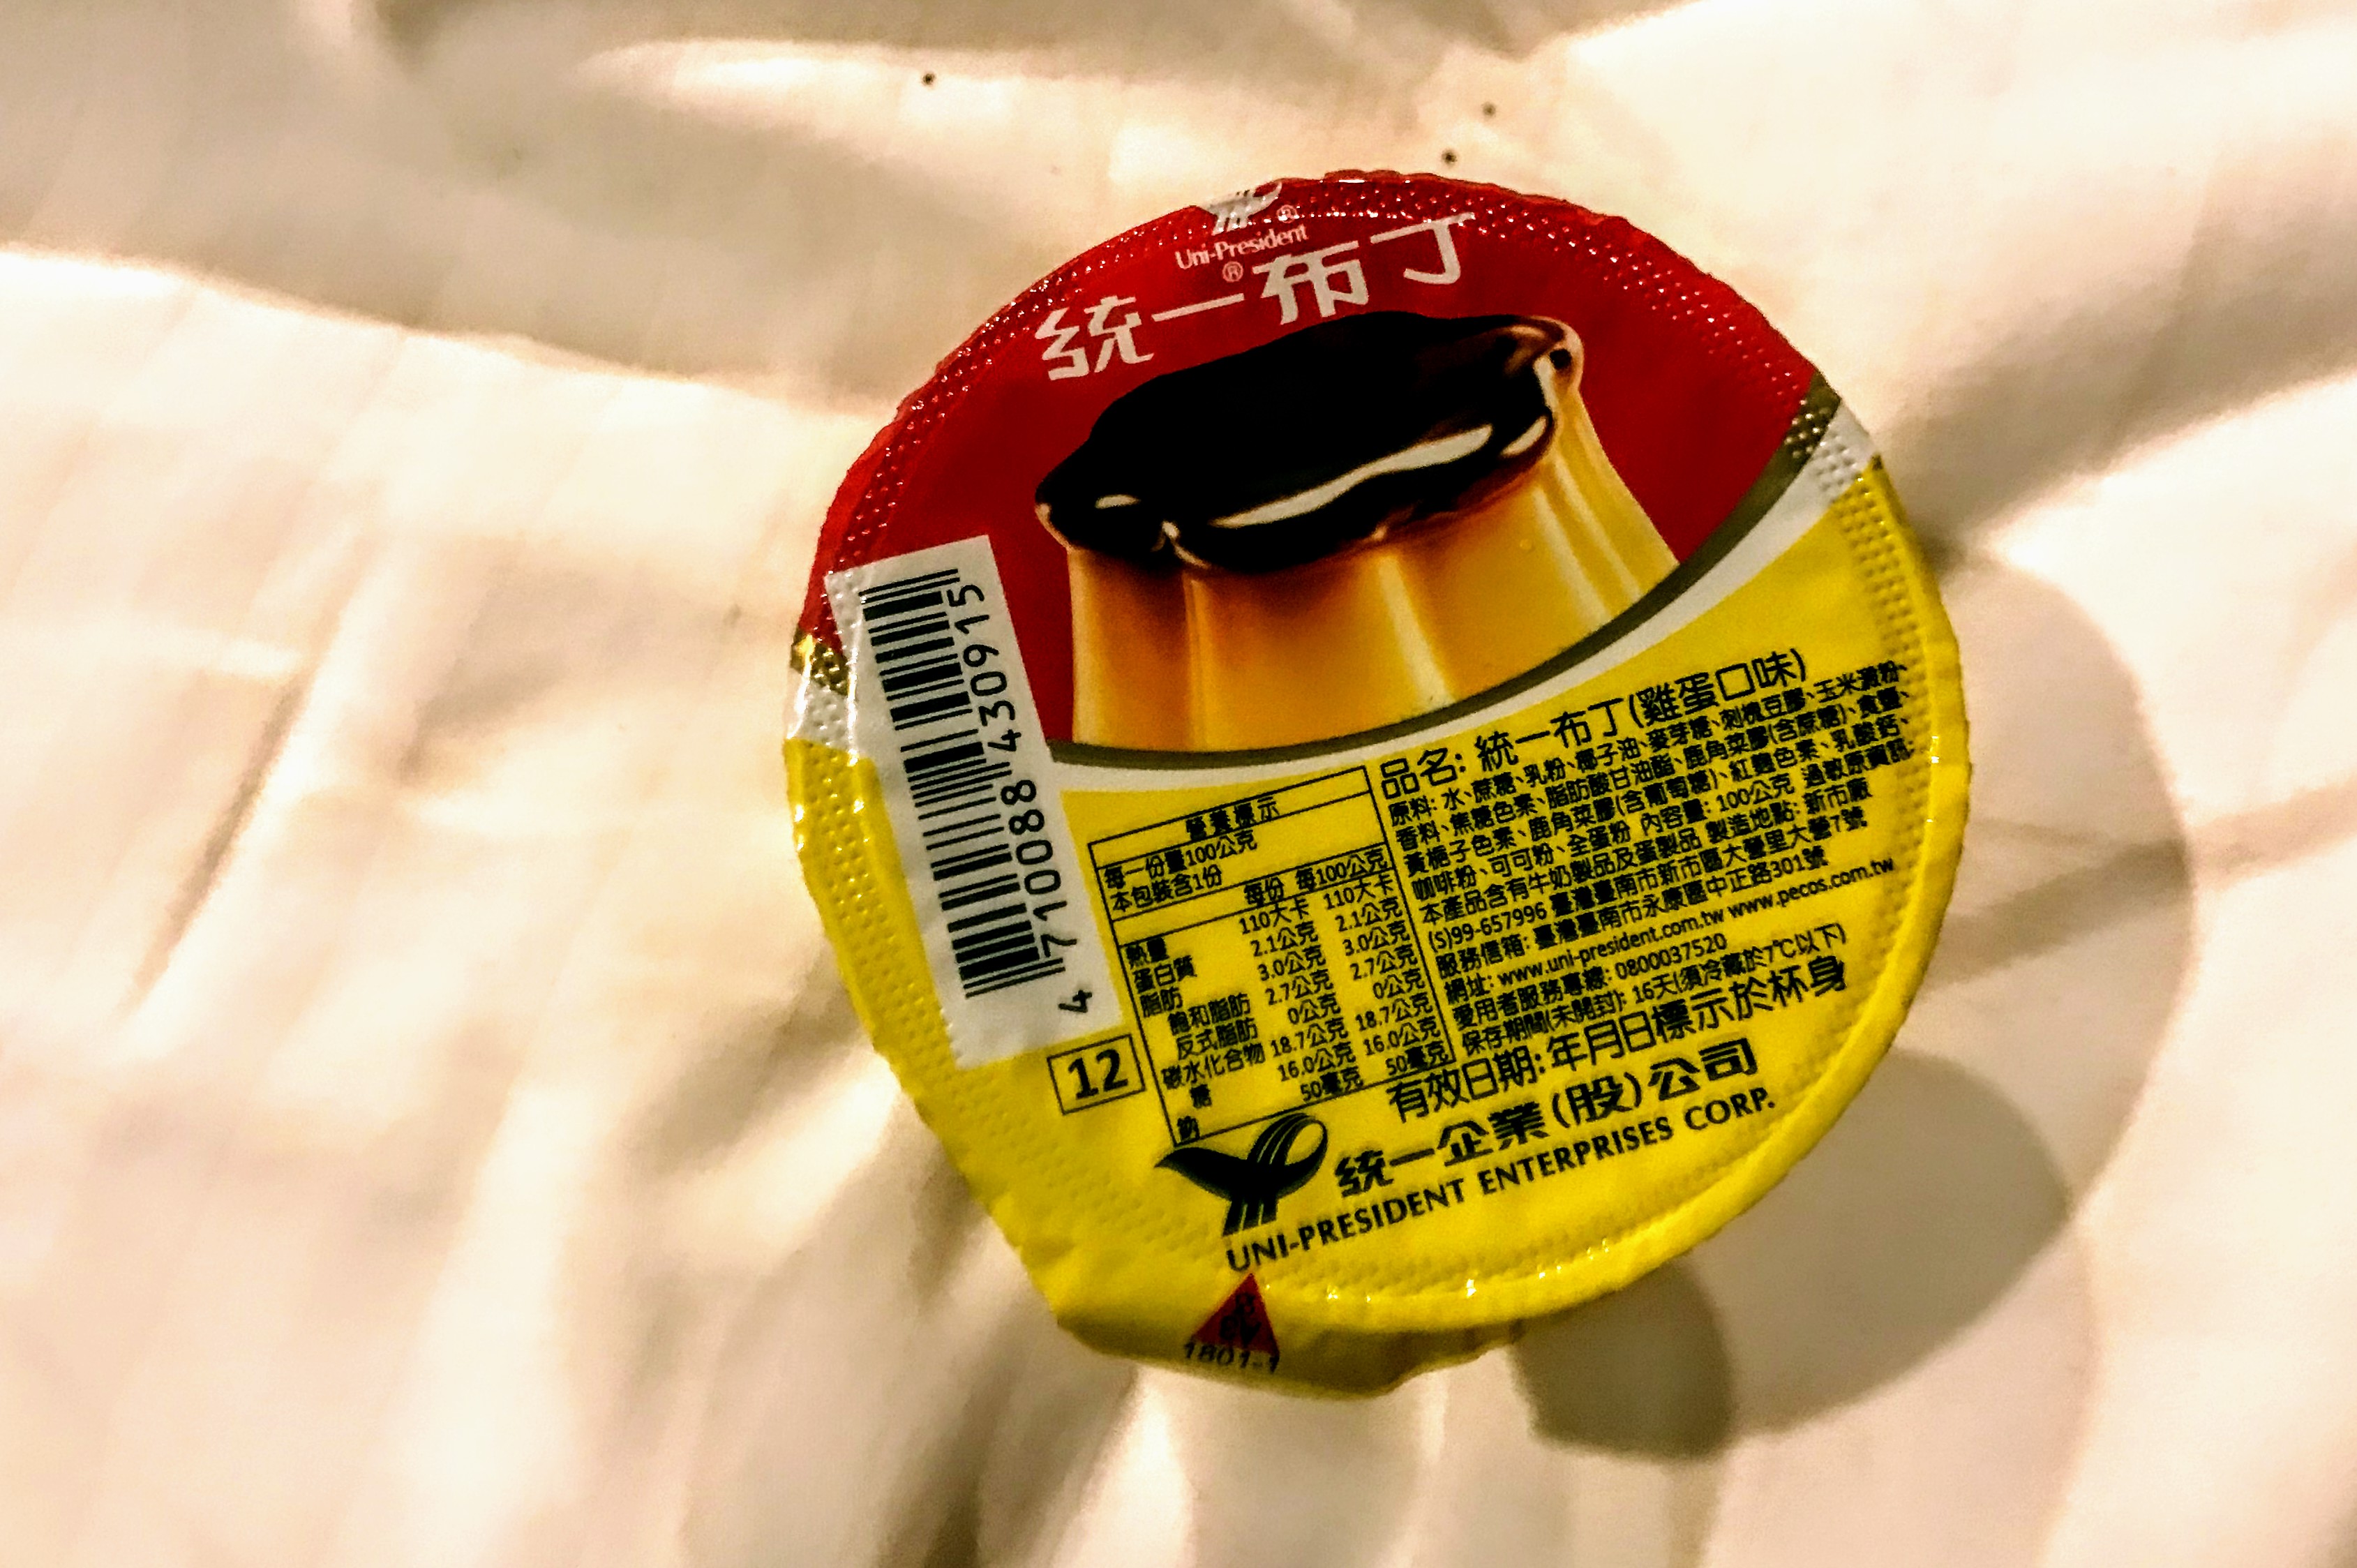 Uni-President
統一布丁
4 710088 430915
營養標示
每一份量100公克
本包裝含1份
每份 每100公克
熱量 110大卡 110大卡
蛋白質 2.1公克 2.1公克
脂肪 3.0公克 3.0公克
飽和脂肪 2.7公克 2.7公克
反式脂肪 0公克 0公克
碳水化合物 18.7公克 18.7公克
糖 16.0公克 16.0公克
鈉 50毫克 50毫克
12
品名: 統一布丁(雞蛋口味)
原料: 水、蔗糖、乳粉、椰子油、麥芽糖、刺槐豆膠、玉米澱粉、
香料、焦糖色素、脂肪酸甘油酯、鹿角菜膠(含蔗糖)、食鹽、
黃梔子色素、鹿角菜膠(含葡萄糖)、紅麴色素、乳酸鈣、
咖啡粉、可可粉、全蛋粉 內容量: 100公克 過敏原資訊:
本產品含有牛奶製品及蛋製品 製造地點: 新市廠
(S)99-657996 臺灣臺南市新市區大營里大營7號
服務信箱: 臺灣臺南市永康區中正路301號
網址: www.uni-president.com.tw www.pecos.com.tw
愛用者服務專線: 0800037520
保存期間(未開封): 16天(須冷藏於7℃以下)
有效日期: 年月日標示於杯身
統一企業(股)公司
UNI-PRESIDENT ENTERPRISES CORP.
1801-1